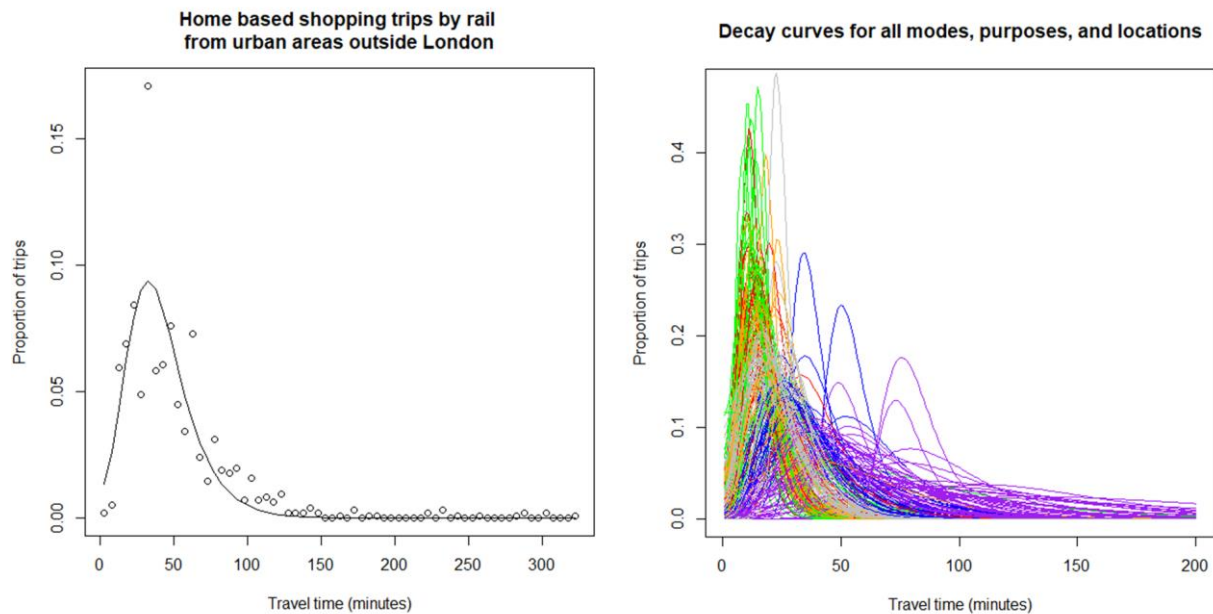 Home based shopping trips by rail
from urban areas outside London
Proportion of trips
0.15
0.10
0.05
0.00
0 50 100 150 200 250 300
Travel time (minutes)
Decay curves for all modes, purposes, and locations
Proportion of trips
0.4
0.3
0.2
0.1
0.0
0 50 100 150 200
Travel time (minutes)